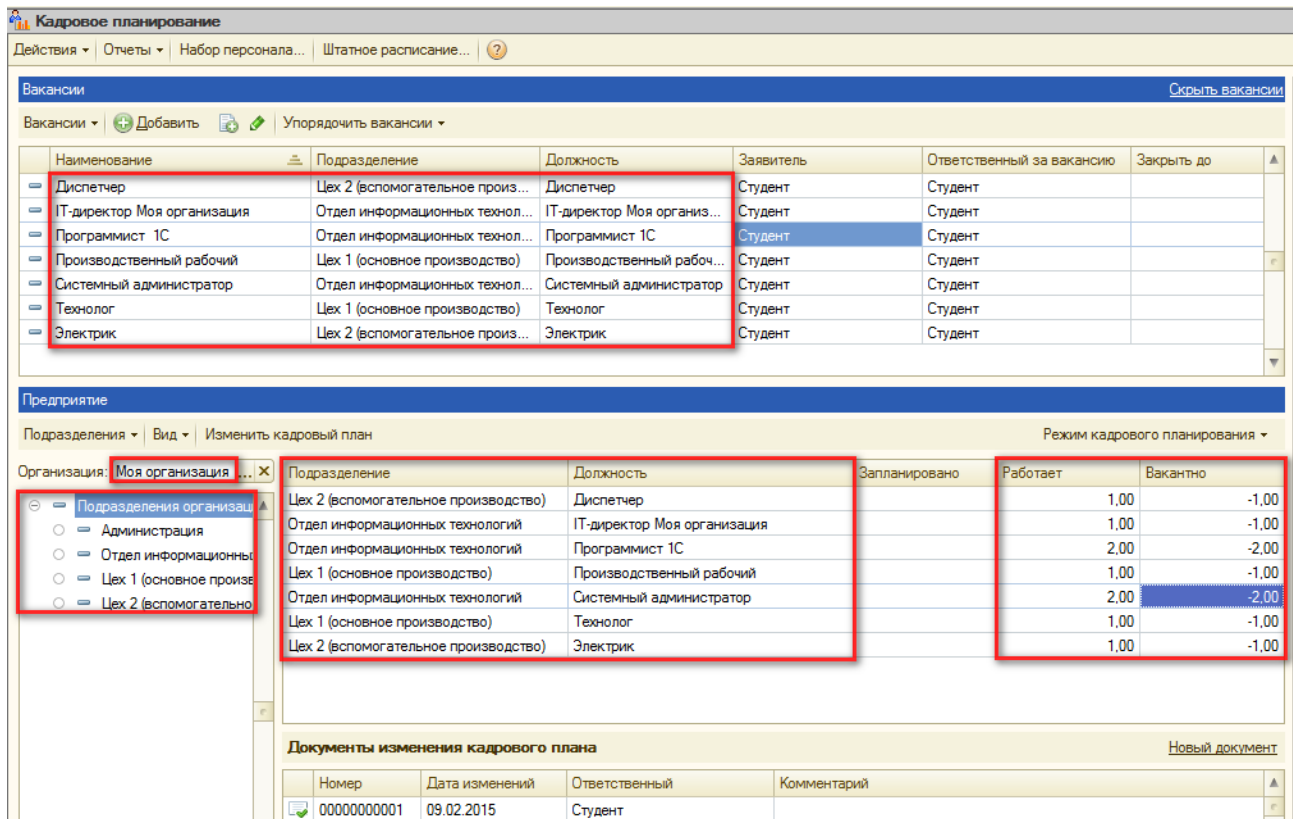 Кадровое планирование
Действия Отчеты Набор персонала... Штатное расписание... ?
Вакансии Скрыть вакансии
Вакансии Добавить Упорядочить вакансии
Наименование Подразделение Должность Заявитель Ответственный за вакансию Закрыть до
Диспетчер Цех 2 (вспомогательное произ... Диспетчер Студент Студент
IT-директор Моя организация Отдел информационных технол... IT-директор Моя организ... Студент Студент
Программист 1С Отдел информационных технол... Программист 1С Студент Студент
Производственный рабочий Цех 1 (основное производство) Производственный рабоч... Студент Студент
Системный администратор Отдел информационных технол... Системный администратор Студент Студент
Технолог Цех 1 (основное производство) Технолог Студент Студент
Электрик Цех 2 (вспомогательное произ... Электрик Студент Студент
Предприятие
Подразделения Вид Изменить кадровый план Режим кадрового планирования
Организация: Моя организация ... ×
Подразделения организац
Администрация
Отдел информационны
Цех 1 (основное произв
Цех 2 (вспомогательно
Подразделение Должность Запланировано Работает Вакантно
Цех 2 (вспомогательное производство) Диспетчер 1,00 -1,00
Отдел информационных технологий IT-директор Моя организация 1,00 -1,00
Отдел информационных технологий Программист 1С 2,00 -2,00
Цех 1 (основное производство) Производственный рабочий 1,00 -1,00
Отдел информационных технологий Системный администратор 2,00 -2,00
Цех 1 (основное производство) Технолог 1,00 -1,00
Цех 2 (вспомогательное производство) Электрик 1,00 -1,00
Документы изменения кадрового плана Новый документ
Номер Дата изменений Ответственный Комментарий
00000000001 09.02.2015 Студент